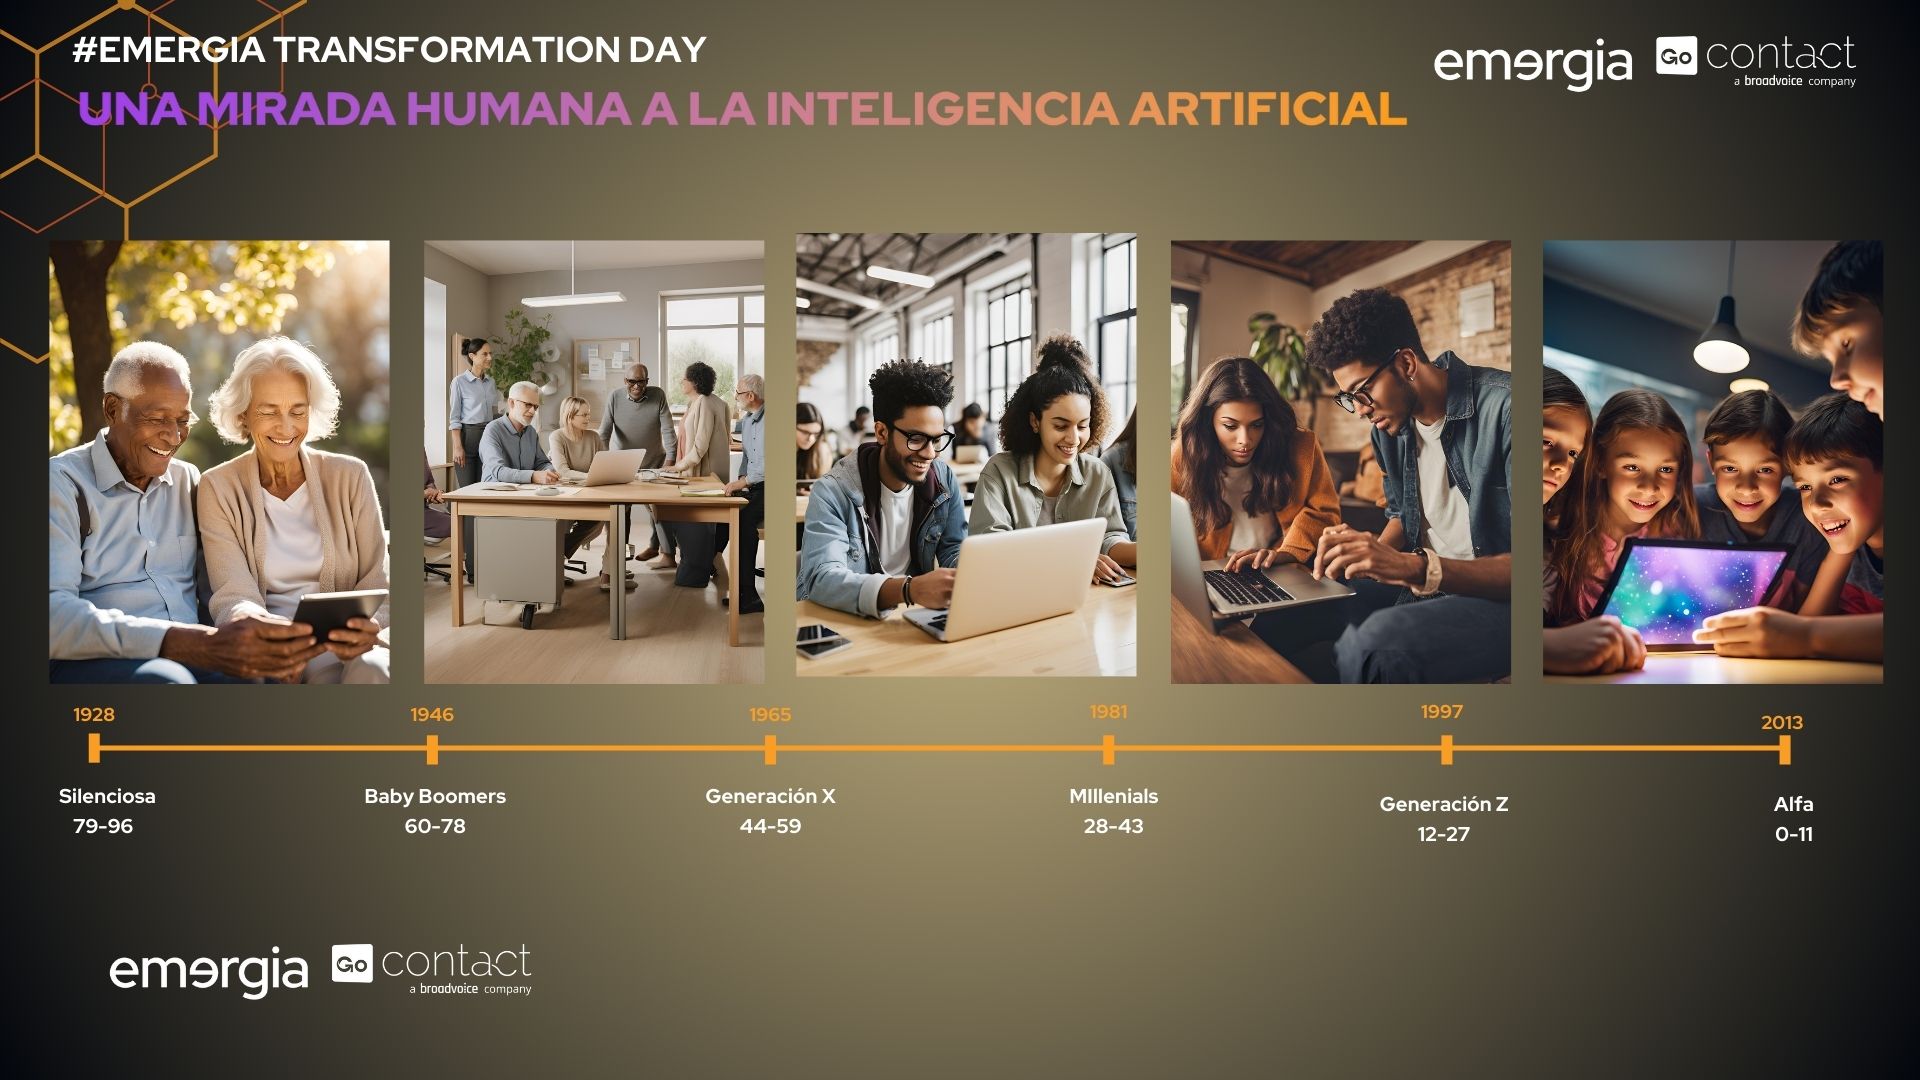 #EMERGIA TRANSFORMATION DAY
UNA MIRADA HUMANA A LA INTELIGENCIA ARTIFICIAL
emergia Go contact
a broadvoice company
1928
1946
1965
1981
1997
2013
Silenciosa
79-96
Baby Boomers
60-78
Generación X
44-59
MIllenials
28-43
Generación Z
12-27
Alfa
0-11
emergia Go contact
a broadvoice company